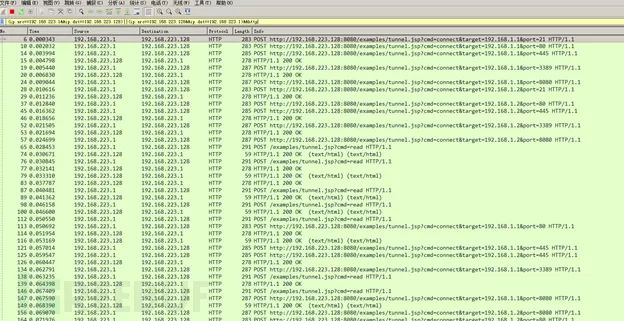 文件(F) 编辑(E) 视图(V) 跳转(G) 捕获(C) 分析(A) 统计(S) 电话(Y) 无线(W) 工具(T) 帮助(H)
No. Time Source Destination Protocol Length Info
6 0.000343 192.168.223.1 192.168.223.128 HTTP 283 POST http://192.168.223.128:8080/examples/tunnel.jsp?cmd=connect&target=192.168.1.1&port=21 HTTP/1.1
10 0.002032 192.168.223.1 192.168.223.128 HTTP 283 POST http://192.168.223.128:8080/examples/tunnel.jsp?cmd=connect&target=192.168.1.1&port=80 HTTP/1.1
14 0.003994 192.168.223.1 192.168.223.128 HTTP 285 POST http://192.168.223.128:8080/examples/tunnel.jsp?cmd=connect&target=192.168.1.1&port=445 HTTP/1.1
15 0.004798 192.168.223.128 192.168.223.1 HTTP 278 HTTP/1.1 200 OK
19 0.005440 192.168.223.1 192.168.223.128 HTTP 285 POST http://192.168.223.128:8080/examples/tunnel.jsp?cmd=connect&target=192.168.1.1&port=3389 HTTP/1.1
20 192.168.223.128 192.168.223.1 HTTP 278 HTTP/1.1 200 OK
24 192.168.223.1 192.168.223.128 HTTP 285 POST http://192.168.223.128:8080/examples/tunnel.jsp?cmd=connect&target=192.168.1.1&port=8080 HTTP/1.1
28 0.010616 192.168.223.1 192.168.223.128 HTTP 283 POST http://192.168.223.128:8080/examples/tunnel.jsp?cmd=connect&target=192.168.1.2&port=21 HTTP/1.1
29 0.011236 192.168.223.128 192.168.223.1 HTTP 278 HTTP/1.1 200 OK
37 0.012840 192.168.223.1 192.168.223.128 HTTP 283 POST http://192.168.223.128:8080/examples/tunnel.jsp?cmd=connect&target=192.168.1.2&port=80 HTTP/1.1
45 0.016362 192.168.223.1 192.168.223.128 HTTP 285 POST http://192.168.223.128:8080/examples/tunnel.jsp?cmd=connect&target=192.168.1.2&port=445 HTTP/1.1
46 0.018656 192.168.223.128 192.168.223.1 HTTP 278 HTTP/1.1 200 OK
52 0.021505 192.168.223.1 192.168.223.128 HTTP 285 POST http://192.168.223.128:8080/examples/tunnel.jsp?cmd=connect&target=192.168.1.2&port=3389 HTTP/1.1
53 0.021694 192.168.223.128 192.168.223.1 HTTP 278 HTTP/1.1 200 OK
57 0.024699 192.168.223.1 192.168.223.128 HTTP 285 POST http://192.168.223.128:8080/examples/tunnel.jsp?cmd=connect&target=192.168.1.2&port=8080 HTTP/1.1
65 0.028453 192.168.223.1 192.168.223.128 HTTP 291 POST /examples/tunnel.jsp?cmd=read HTTP/1.1
74 0.030671 192.168.223.128 192.168.223.1 HTTP 59 HTTP/1.1 200 OK (text/html) (text/html)
76 0.030845 192.168.223.1 192.168.223.128 HTTP 291 POST /examples/tunnel.jsp?cmd=read HTTP/1.1
77 0.032141 192.168.223.128 192.168.223.1 HTTP 278 HTTP/1.1 200 OK
79 0.033310 192.168.223.128 192.168.223.1 HTTP 59 HTTP/1.1 200 OK (text/html) (text/html)
83 0.037787 192.168.223.128 192.168.223.1 HTTP 278 HTTP/1.1 200 OK
87 0.040481 192.168.223.1 192.168.223.128 HTTP 291 POST /examples/tunnel.jsp?cmd=read HTTP/1.1
89 0.041362 192.168.223.128 192.168.223.1 HTTP 59 HTTP/1.1 200 OK (text/html) (text/html)
98 0.046158 192.168.223.1 192.168.223.128 HTTP 291 POST /examples/tunnel.jsp?cmd=read HTTP/1.1
100 0.046600 192.168.223.128 192.168.223.1 HTTP 59 HTTP/1.1 200 OK (text/html) (text/html)
112 0.050550 192.168.223.1 192.168.223.128 HTTP 291 POST /examples/tunnel.jsp?cmd=read HTTP/1.1
113 0.050692 192.168.223.1 192.168.223.128 HTTP 283 POST http://192.168.223.128:8080/examples/tunnel.jsp?cmd=connect&target=192.168.1.3&port=80 HTTP/1.1
114 0.051954 192.168.223.128 192.168.223.1 HTTP 278 HTTP/1.1 200 OK
116 0.053169 192.168.223.128 192.168.223.1 HTTP 59 HTTP/1.1 200 OK (text/html) (text/html)
121 0.057014 192.168.223.1 192.168.223.128 HTTP 285 POST http://192.168.223.128:8080/examples/tunnel.jsp?cmd=connect&target=192.168.1.1&port=445 HTTP/1.1
125 0.059547 192.168.223.1 192.168.223.128 HTTP 285 POST http://192.168.223.128:8080/examples/tunnel.jsp?cmd=connect&target=192.168.1.3&port=445 HTTP/1.1
126 0.060447 192.168.223.128 192.168.223.1 HTTP 278 HTTP/1.1 200 OK
134 0.062791 192.168.223.1 192.168.223.128 HTTP 285 POST http://192.168.223.128:8080/examples/tunnel.jsp?cmd=connect&target=192.168.1.3&port=3389 HTTP/1.1
138 192.168.223.1 192.168.223.128 HTTP 291 POST /examples/tunnel.jsp?cmd=read HTTP/1.1
139 0.064398 192.168.223.128 192.168.223.1 HTTP 278 HTTP/1.1 200 OK
146 0.067409 192.168.223.1 192.168.223.128 HTTP 291 POST /examples/tunnel.jsp?cmd=read HTTP/1.1
147 0.067590 192.168.223.1 192.168.223.128 HTTP 285 POST http://192.168.223.128:8080/examples/tunnel.jsp?cmd=connect&target=192.168.1.1&port=8080 HTTP/1.1
149 0.068390 192.168.223.128 192.168.223.1 HTTP 59 HTTP/1.1 200 OK (text/html) (text/html)
156 0.069070 192.168.223.1 192.168.223.128 HTTP 285 POST http://192.168.223.128:8080/examples/tunnel.jsp?cmd=connect&target=192.168.1.3&port=8080 HTTP/1.1